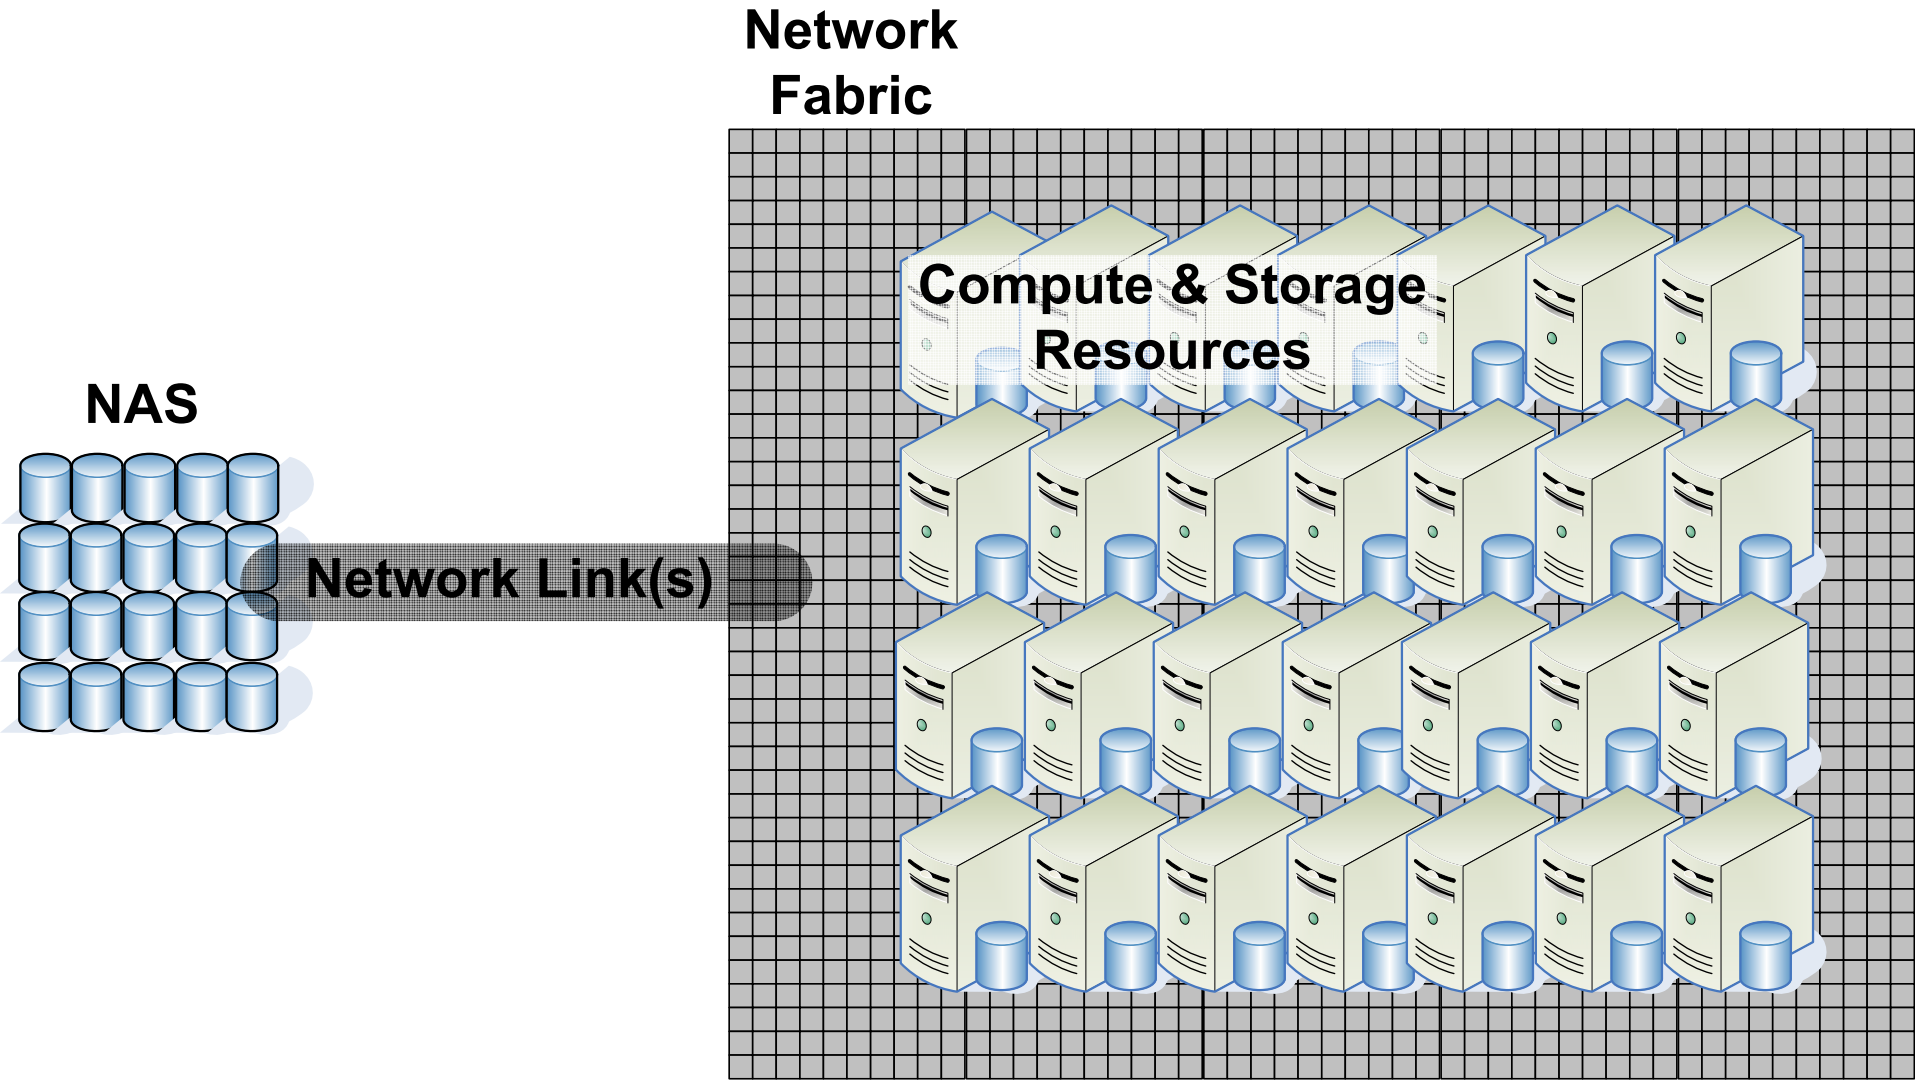 Network
Fabric
Compute & Storage
Resources
NAS
Network Link(s)